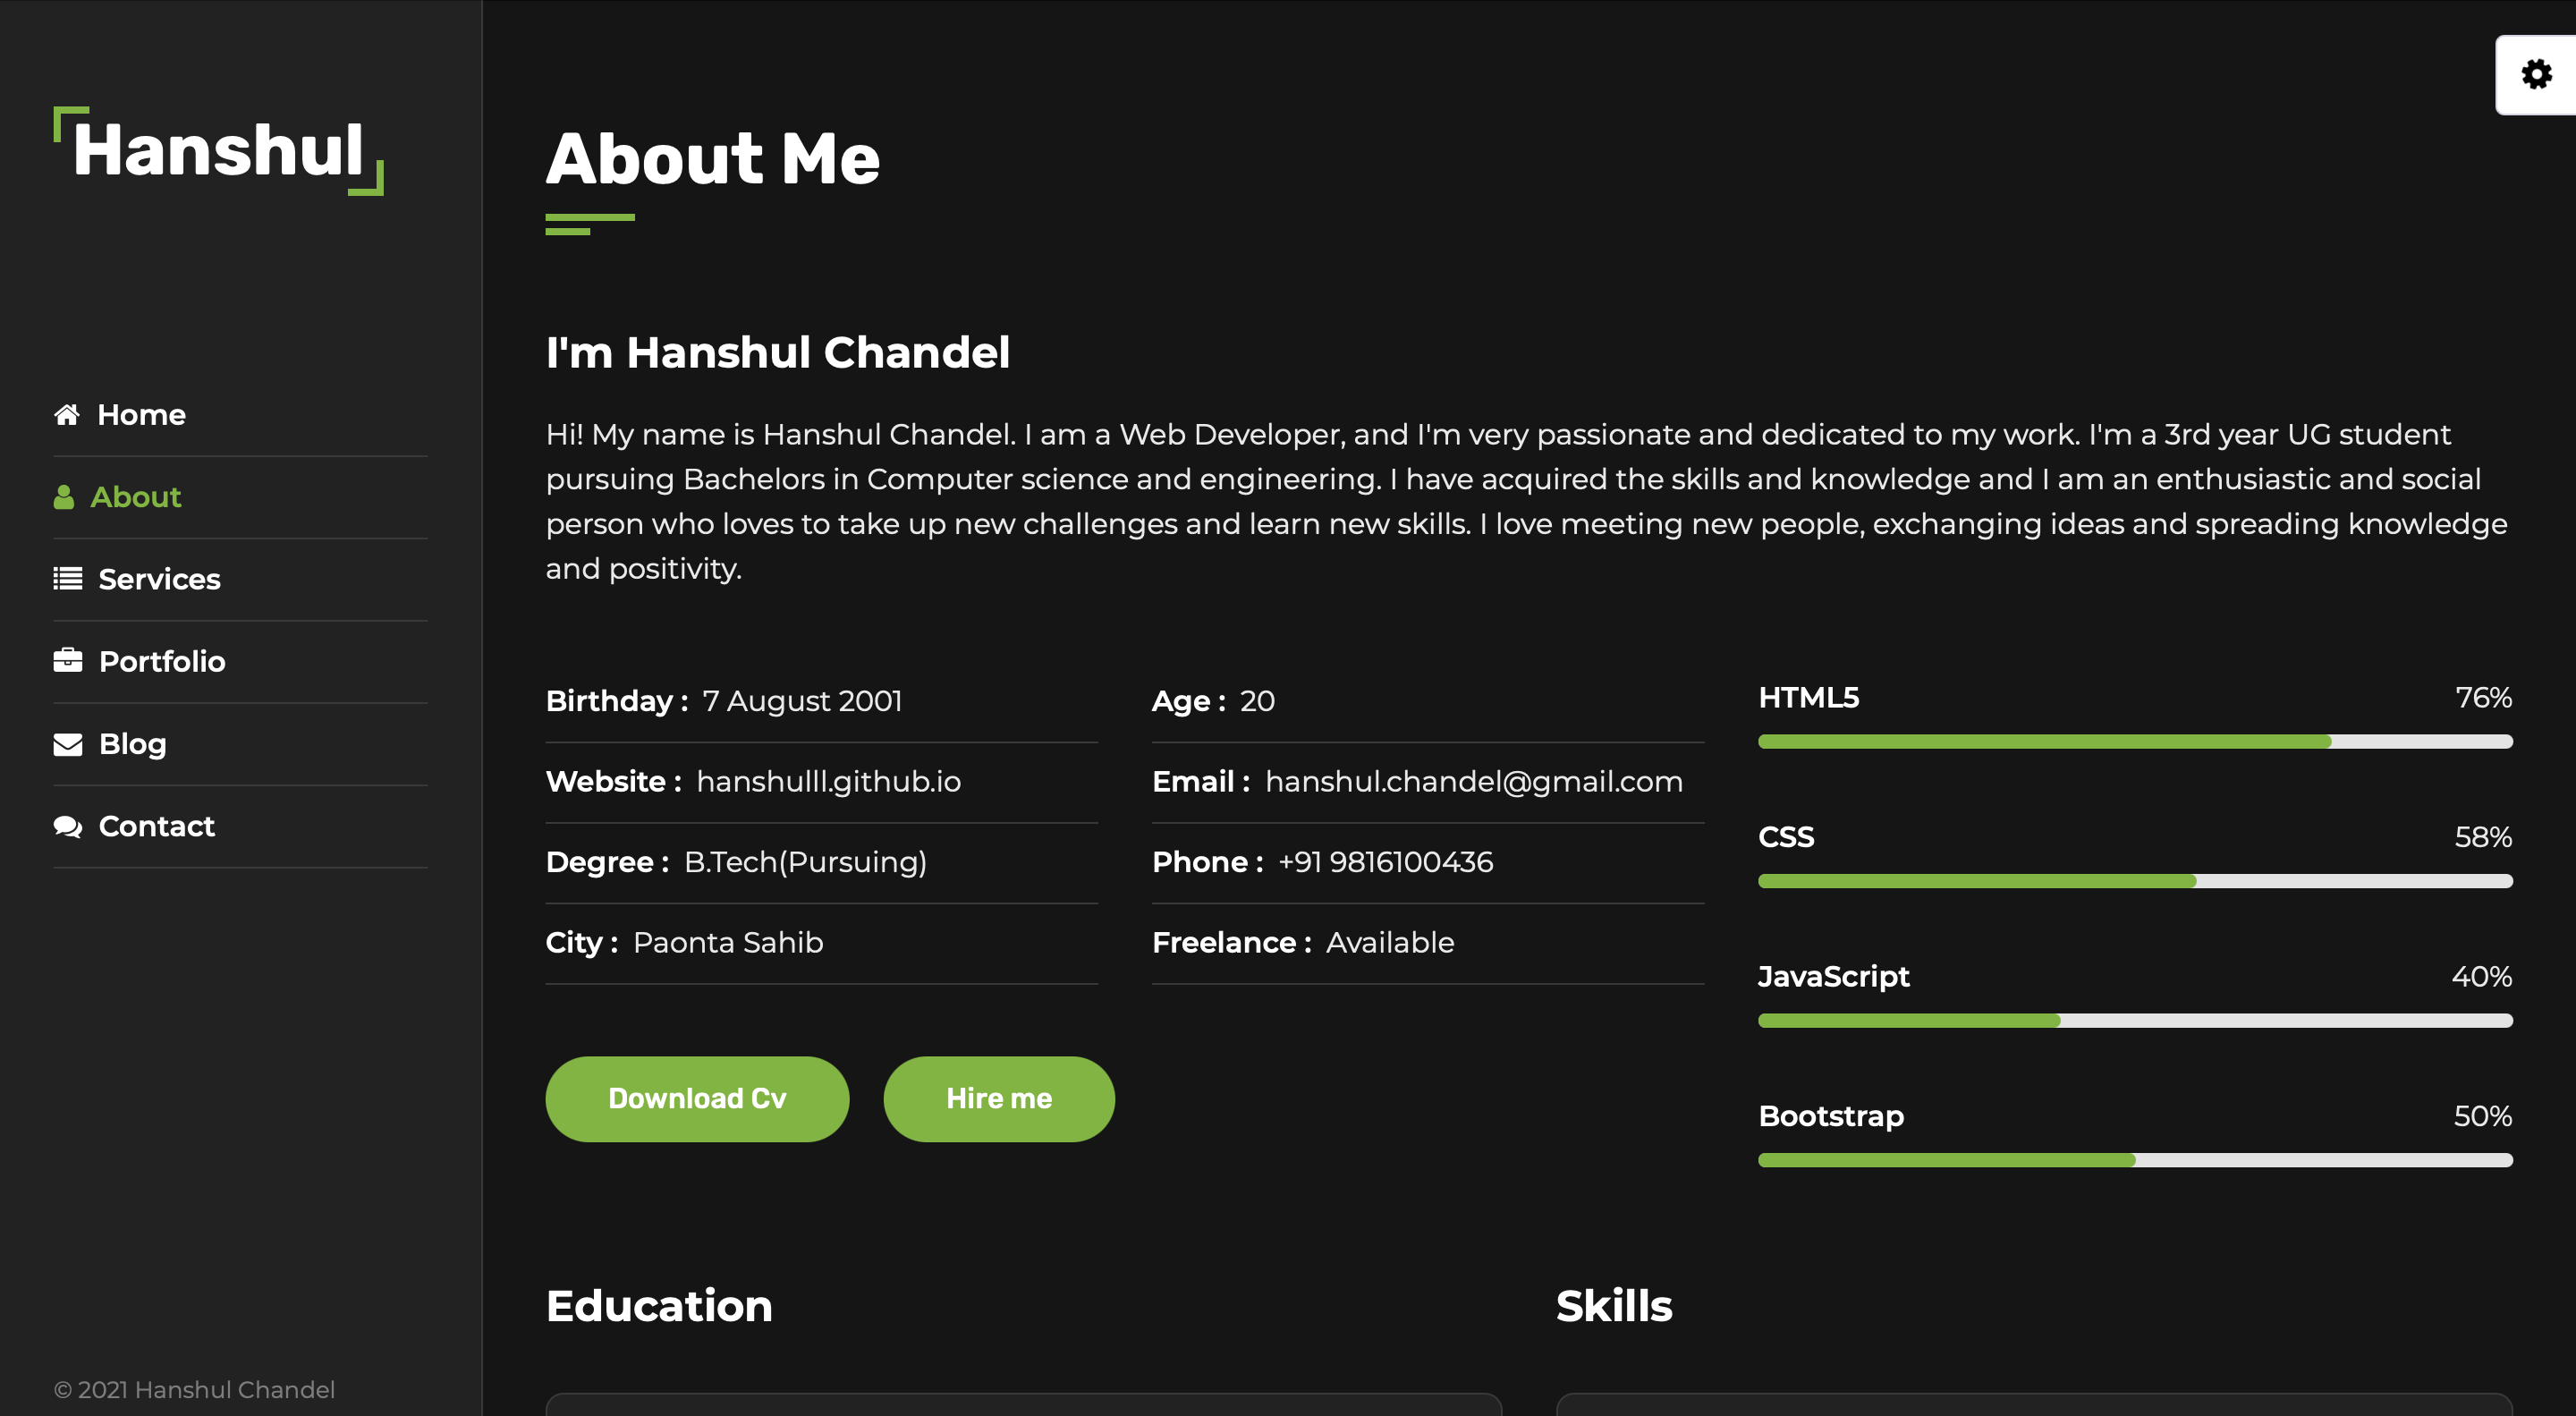 Hanshul
Home
About
Services
Portfolio
Blog
Contact
© 2021 Hanshul Chandel
About Me
I'm Hanshul Chandel
Hi! My name is Hanshul Chandel. I am a Web Developer, and I'm very passionate and dedicated to my work. I'm a 3rd year UG student
pursuing Bachelors in Computer science and engineering. I have acquired the skills and knowledge and I am an enthusiastic and social
person who loves to take up new challenges and learn new skills. I love meeting new people, exchanging ideas and spreading knowledge
and positivity.
Birthday : 7 August 2001
Website : hanshulll.github.io
Degree : B.Tech(Pursuing)
City : Paonta Sahib
Age : 20
Email : hanshul.chandel@gmail.com
Phone : +91 9816100436
Freelance : Available
Download Cv
Hire me
HTML5 76%
CSS 58%
JavaScript 40%
Bootstrap 50%
Education
Skills